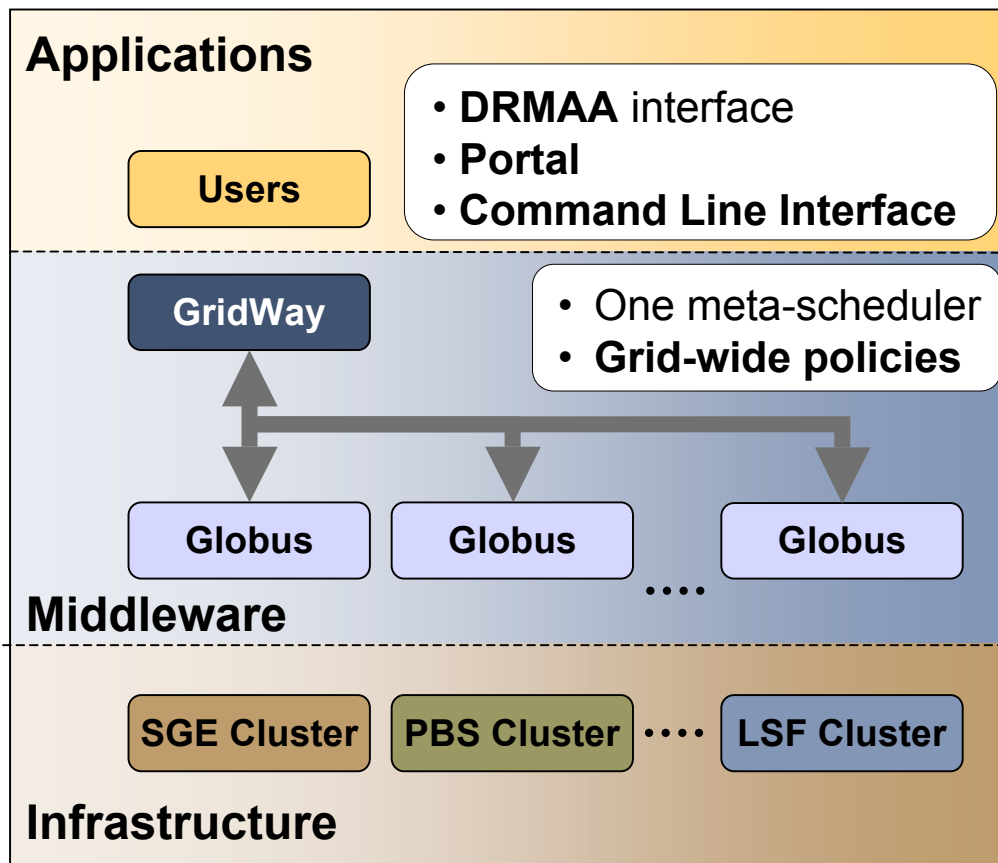 Applications
• DRMAA interface
• Portal
• Command Line Interface
Users
GridWay
• One meta-scheduler
• Grid-wide policies
Globus Globus .... Globus
Middleware
SGE Cluster PBS Cluster .... LSF Cluster
Infrastructure